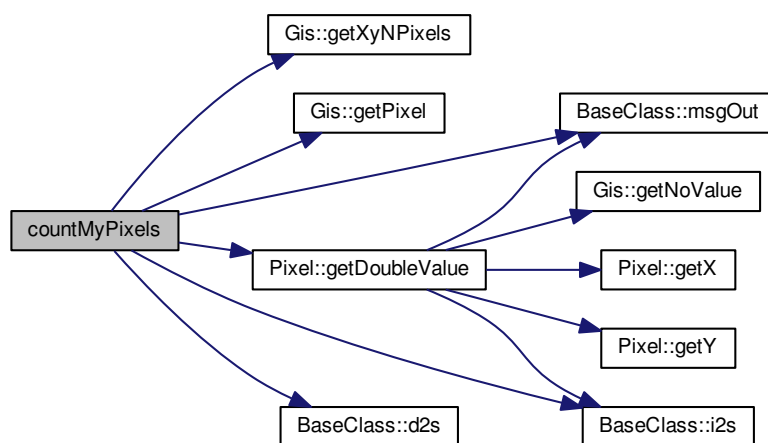 Gis::getXyNPixels
Gis::getPixel
BaseClass::msgOut
Gis::getNoValue
countMyPixels
Pixel::getDoubleValue
Pixel::getX
Pixel::getY
BaseClass::d2s
BaseClass::i2s